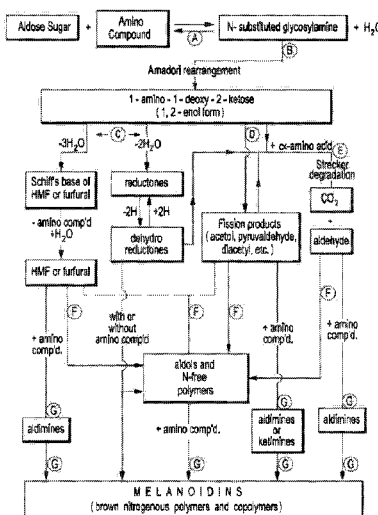 Aldose Sugar + Amino Compound ⇌ N- substituted glycosylamine + H₂O
A
B
Amadori rearrangement
1 - amino - 1 - deoxy - 2 - ketose
( 1, 2 - enol form )
-3H₂O
C
-2H₂O
D
+ α-amino acid
E
Strecker
degradation
Schiff's base of
HMF or furfural
reductones
CO₂
+
aldehyde
-2H
+2H
- amino comp'd
+H₂O
dehydro
reductones
Fission products
( acetol, pyruvaldehyde,
diacetyl, etc. )
HMF or furfural
F
F
F
F
with or
without
amino comp'd
+ amino
comp'd.
+ amino
comp'd.
+ amino
comp'd.
aldols and
N-free
polymers
G
G
G
aldimines
aldimines
or
ketimines
aldimines
+ amino comp'd.
G
G
G
G
MELANOIDINS
(brown nitrogenous polymers and copolymers)